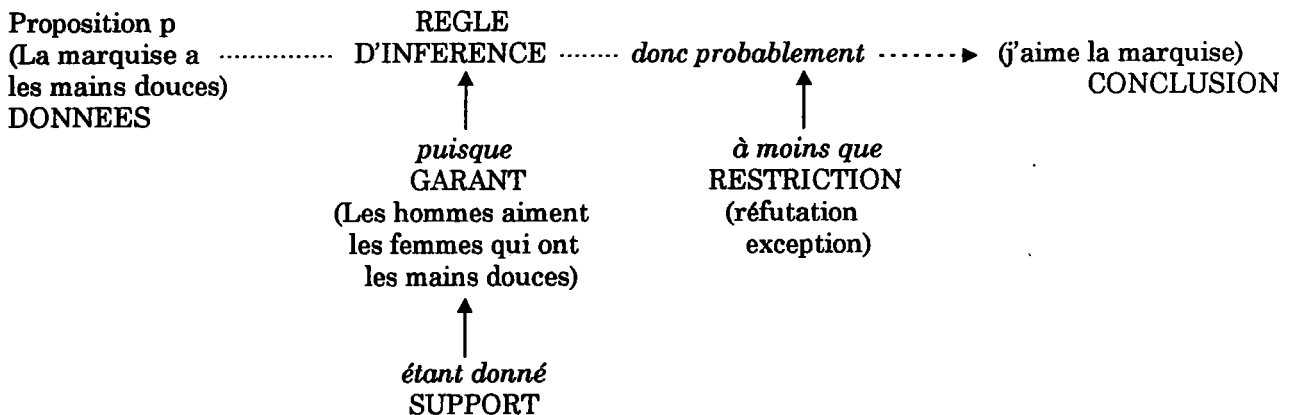 Proposition p
(La marquise a
les mains douces)
DONNEES
REGLE
D'INFERENCE
donc probablement
(j'aime la marquise)
CONCLUSION
puisque
GARANT
(Les hommes aiment
les femmes qui ont
les mains douces)
à moins que
RESTRICTION
(réfutation
exception)
étant donné
SUPPORT